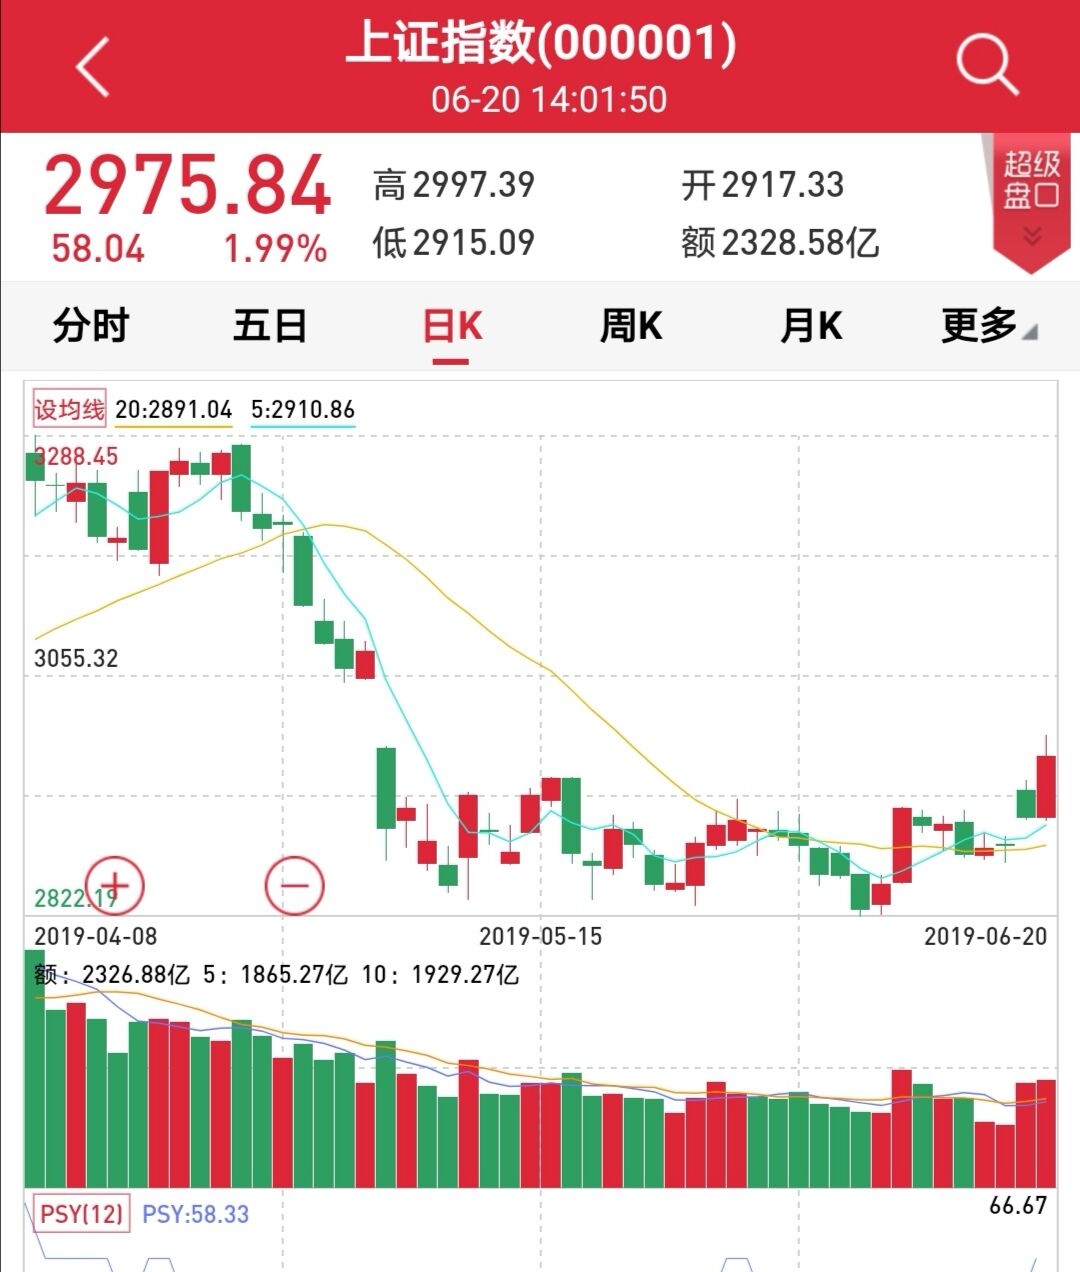 上证指数(000001)
06-20 14:01:50
2975.84
58.04 1.99%
高2997.39 开2917.33
低2915.09 额2328.58亿
超级
盘口
分时 五日 日K 周K 月K 更多
设均线 20:2891.04 5:2910.86
3288.45
3055.32
2822.19
2019-04-08 2019-05-15 2019-06-20
额: 2326.88亿 5: 1865.27亿 10: 1929.27亿
66.67
PSY(12) PSY:58.33